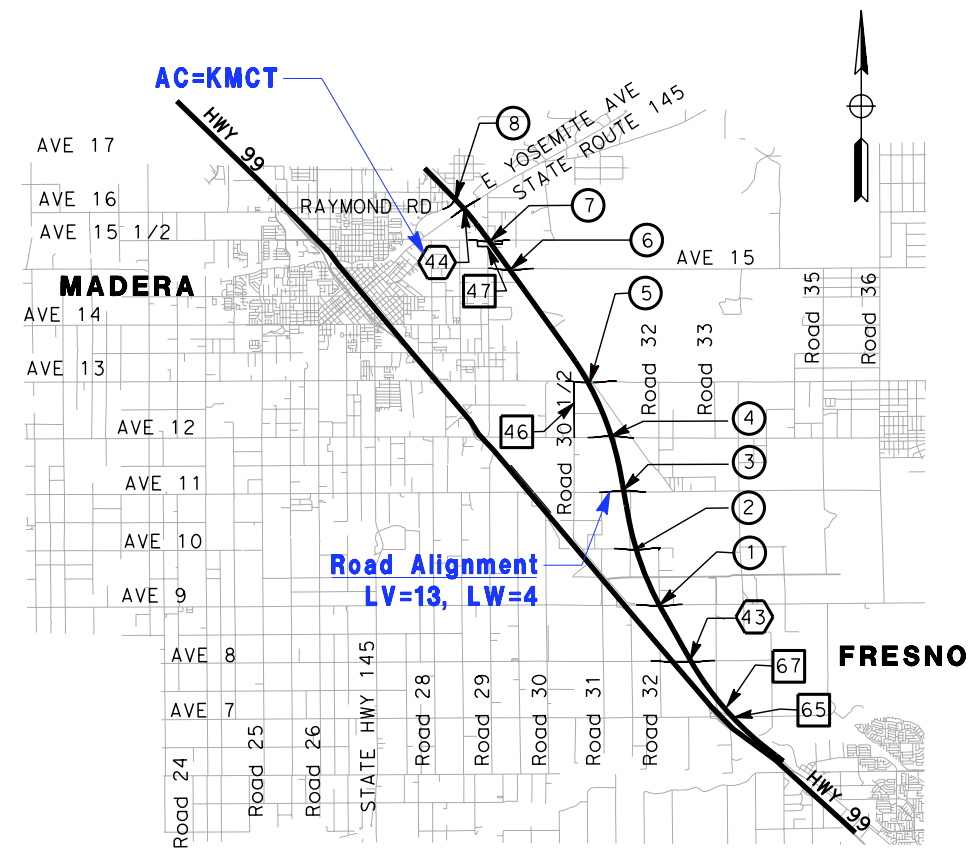 AC=KMCT
HWY 99
8
E YOSEMITE AVE
STATE ROUTE 145
AVE 17
AVE 16
RAYMOND RD
7
AVE 15 1/2
6
44
AVE 15
MADERA
47
5
Road 35
Road 36
AVE 14
Road 32
Road 33
AVE 13
Road 30 1/2
4
AVE 12
46
3
AVE 11
2
AVE 10
1
Road Alignment
LV=13, LW=4
AVE 9
43
AVE 8
FRESNO
67
AVE 7
65
STATE HWY 145
Road 28
Road 29
Road 30
Road 31
Road 32
Road 24
Road 25
Road 26
HWY 99